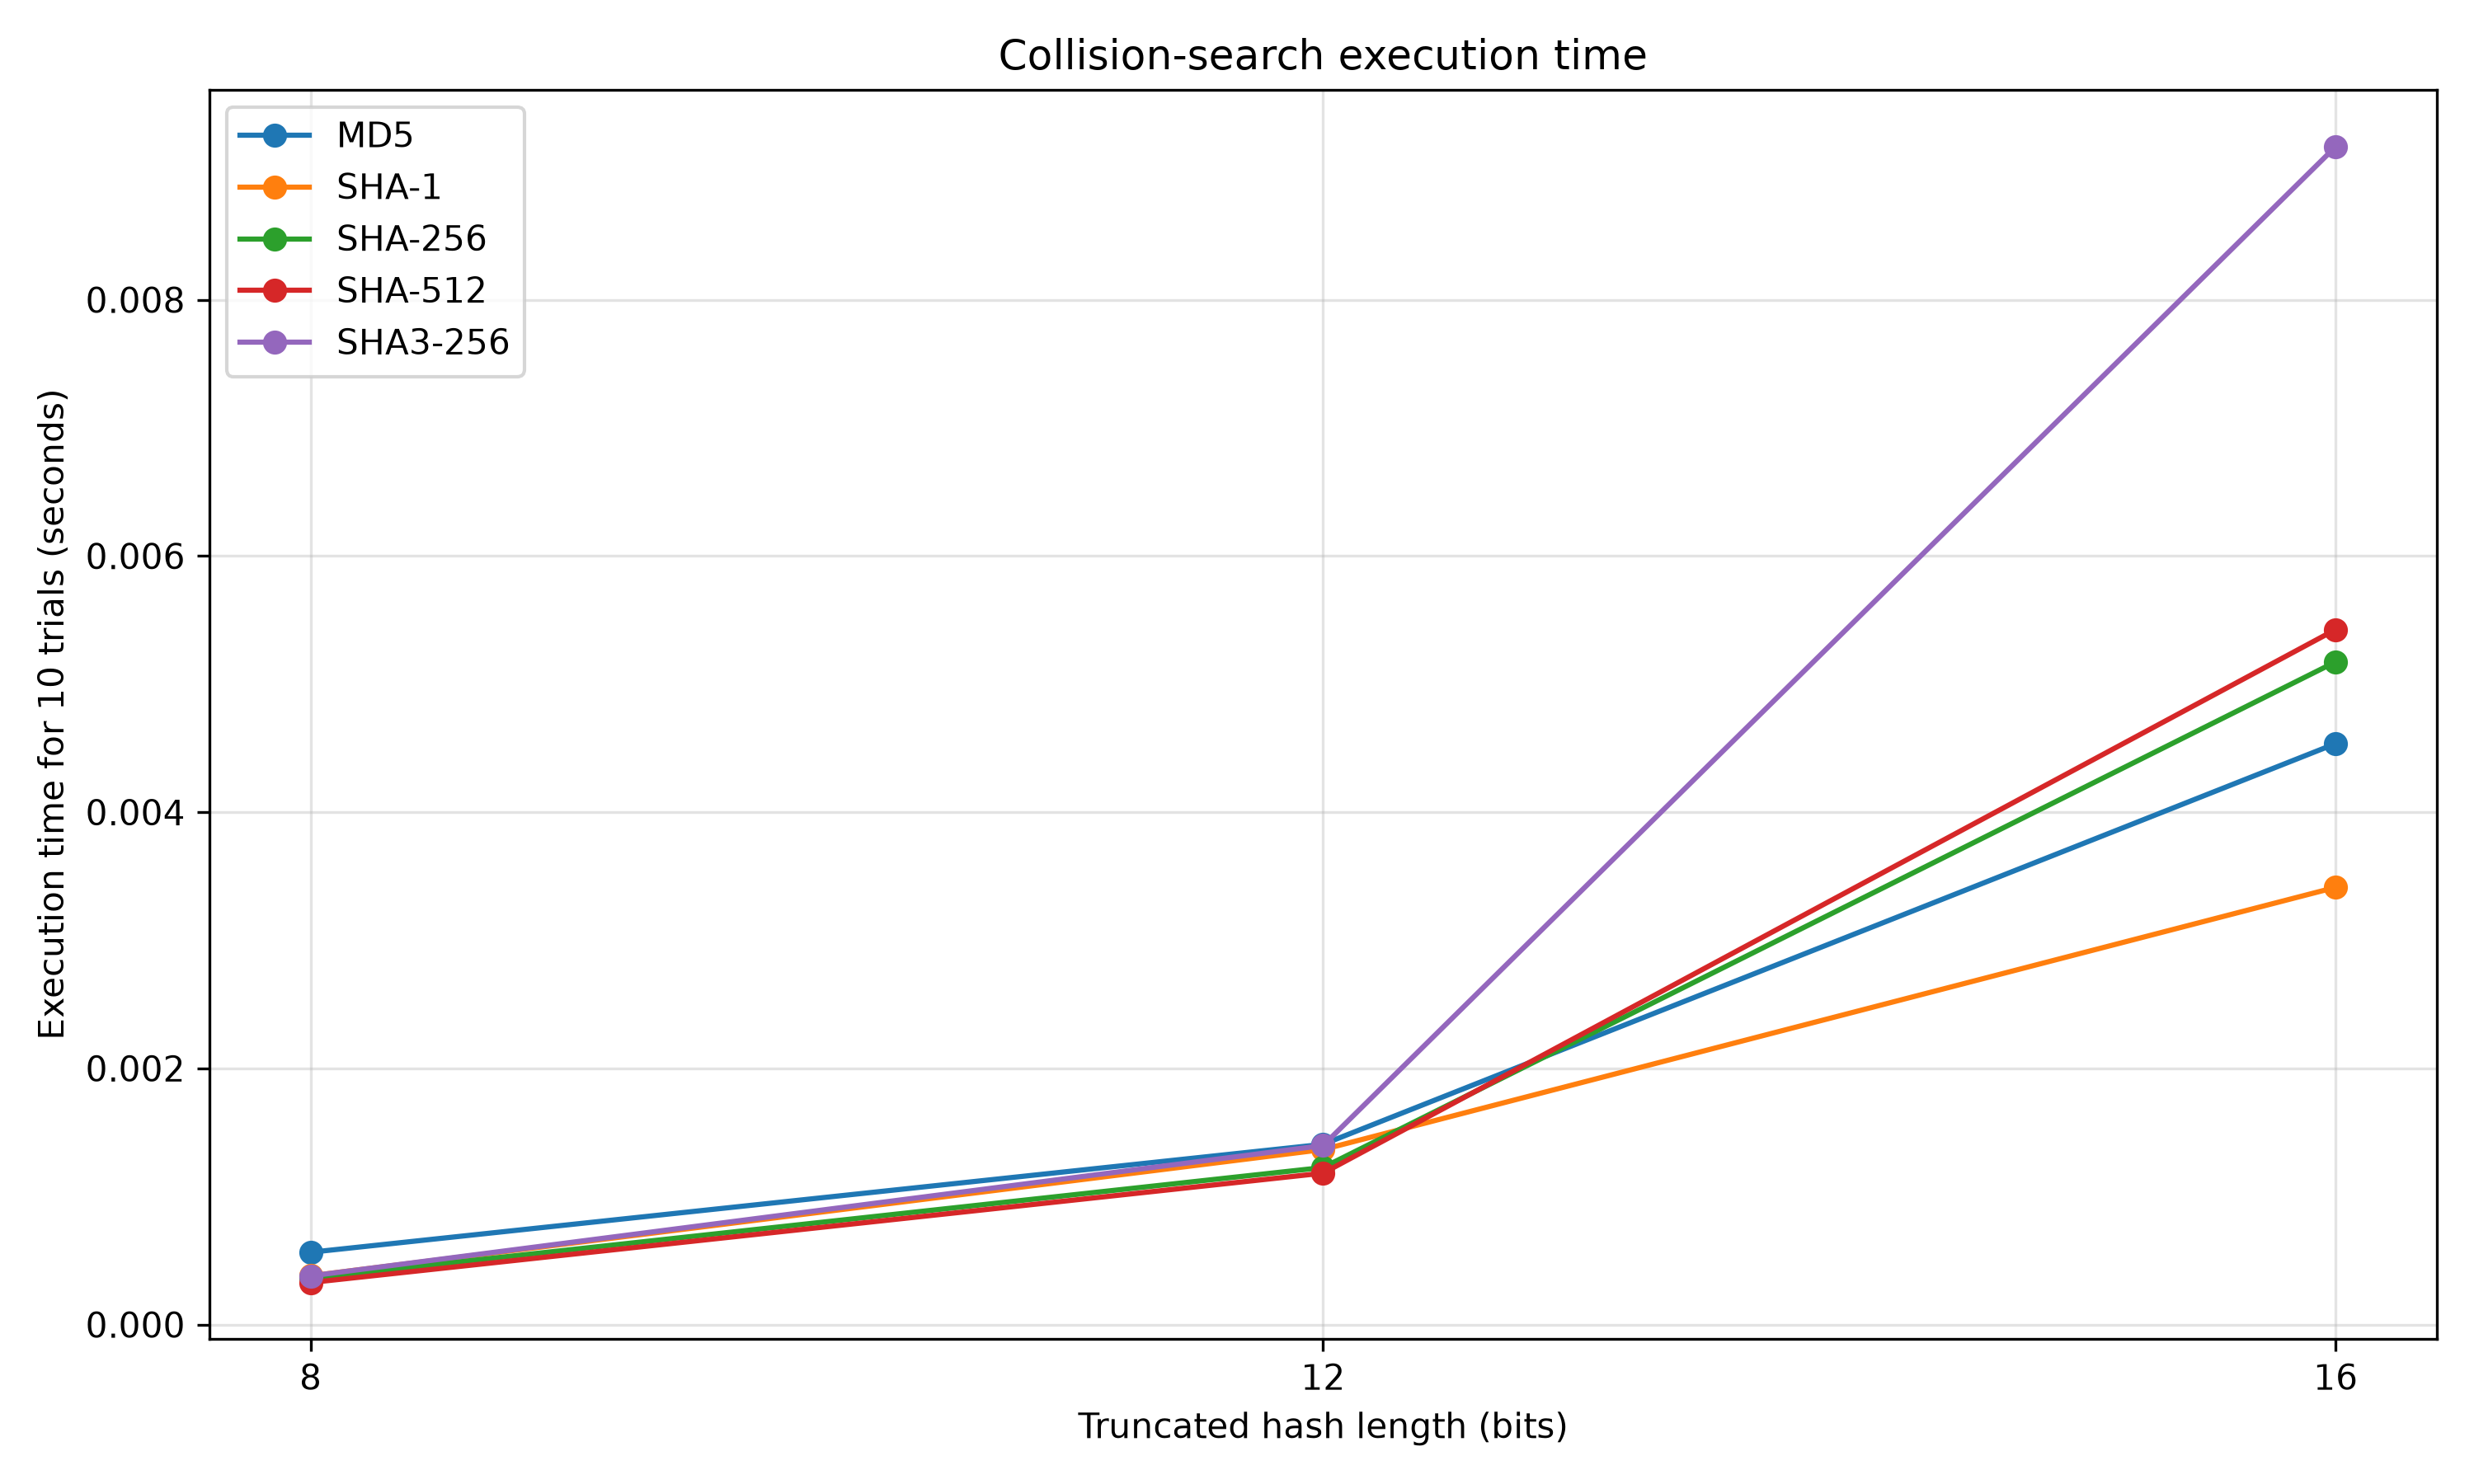 Collision-search execution time
MD5
SHA-1
SHA-256
SHA-512
SHA3-256
Execution time for 10 trials (seconds)
0.008
0.006
0.004
0.002
0.000
8
12
16
Truncated hash length (bits)